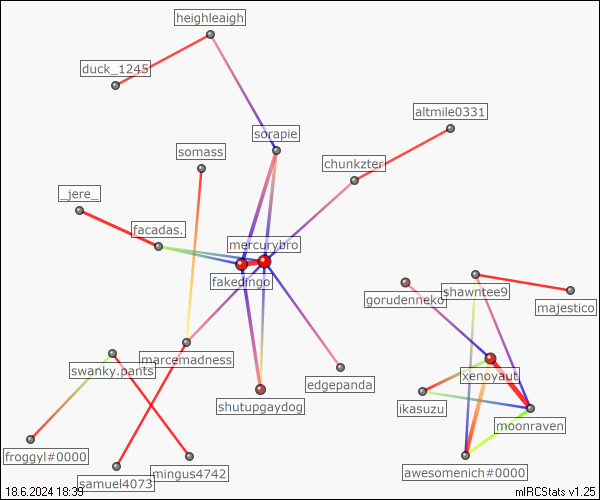 heighleaigh
duck_1245
altmile0331
sorapie
somass
chunkzter
_jere_
facadas.
mercurybro
fakedingo
shawntee9
gorudenneko
majestico
marcemadness
swanky.pants
xenoyaut
edgepanda
shutupgaydog
ikasuzu
moonraven
froggyl#0000
mingus4742
awesomenich#0000
samuel4073
18.6.2024 18:39
mIRCStats v1.25